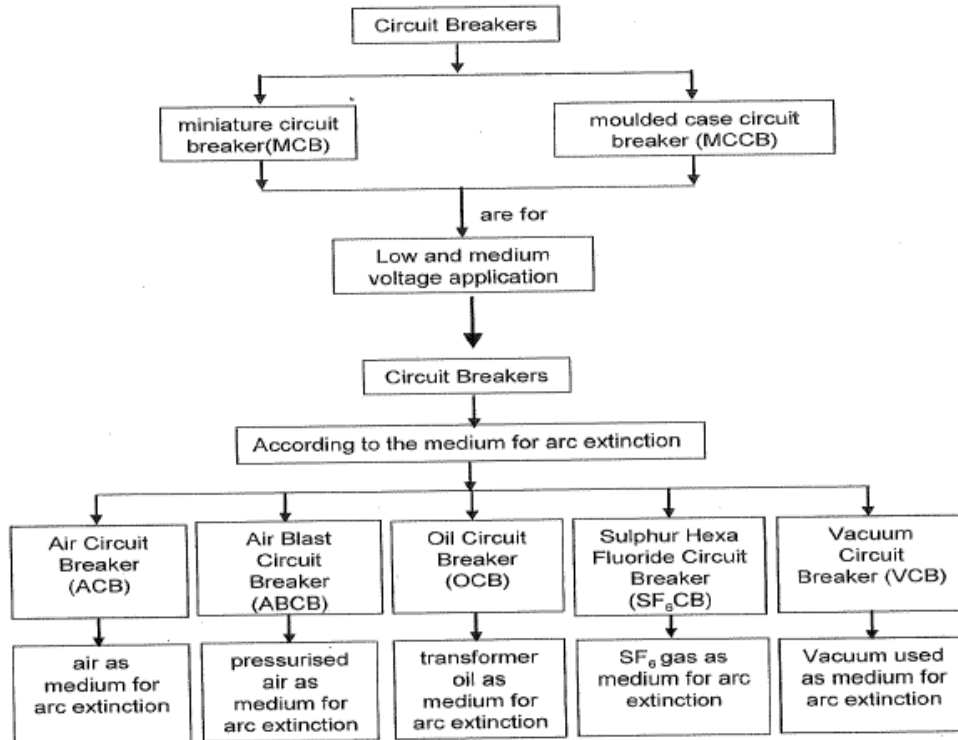 Circuit Breakers
miniature circuit
breaker(MCB)
moulded case circuit
breaker (MCCB)
are for
Low and medium
voltage application
Circuit Breakers
According to the medium for arc extinction
Air Circuit
Breaker
(ACB)
Air Blast
Circuit
Breaker
(ABCB)
Oil Circuit
Breaker
(OCB)
Sulphur Hexa
Fluoride Circuit
Breaker
(SF₆CB)
Vacuum
Circuit
Breaker (VCB)
air as
medium for
arc extinction
pressurised
air as
medium for
arc extinction
transformer
oil as
medium for
arc extinction
SF₆ gas as
medium for arc
extinction
Vacuum used
as medium for
arc extinction